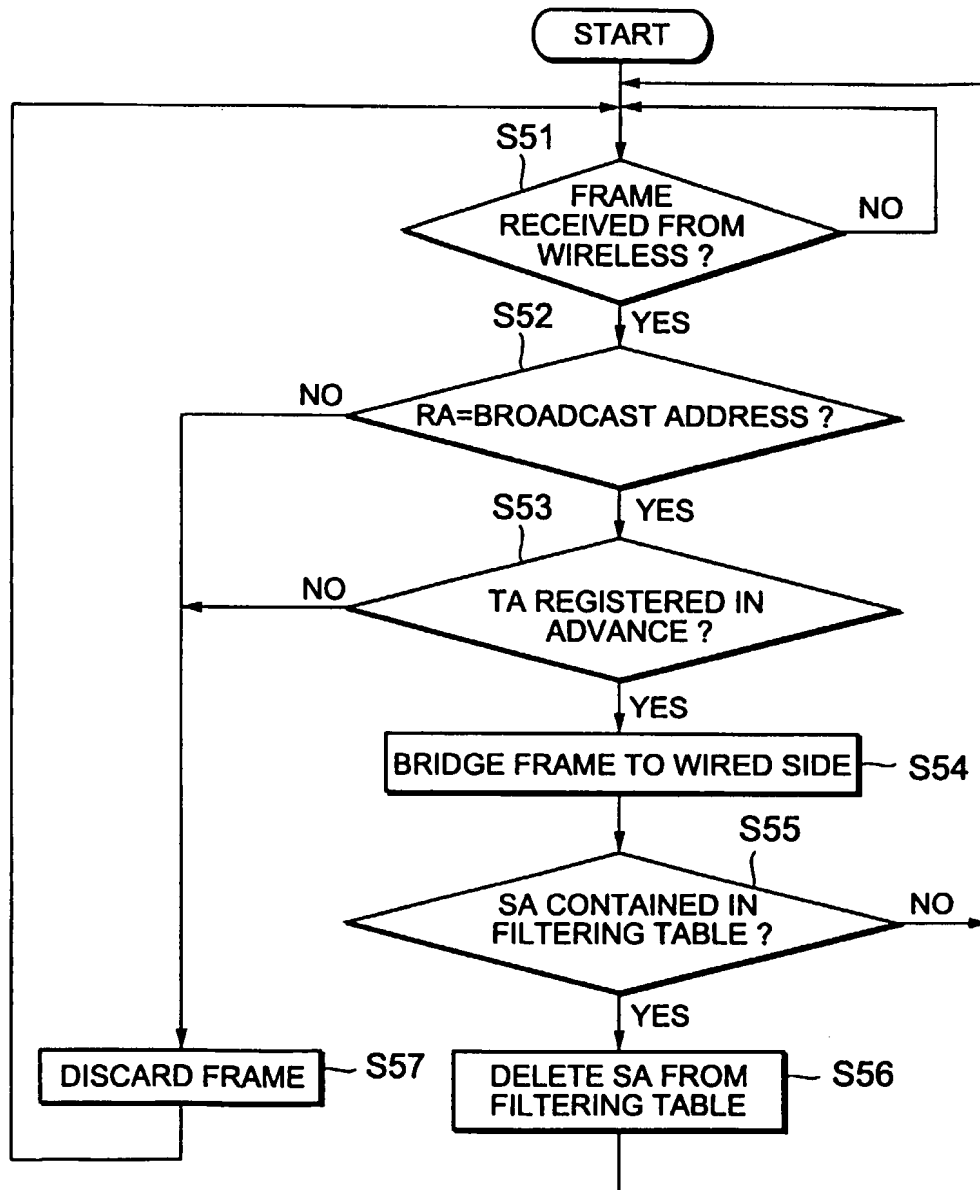 START
S51
FRAME
RECEIVED FROM
WIRELESS ?
NO
YES
S52
NO
RA=BROADCAST ADDRESS ?
YES
S53
NO
TA REGISTERED IN
ADVANCE ?
YES
BRIDGE FRAME TO WIRED SIDE
S54
S55
SA CONTAINED IN
FILTERING TABLE ?
NO
YES
DISCARD FRAME
S57
DELETE SA FROM
FILTERING TABLE
S56